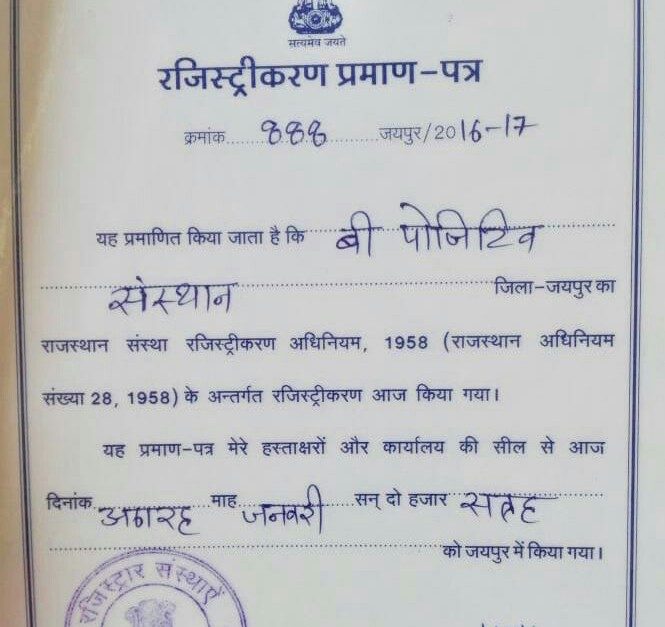 सत्यमेव जयते
रजिस्ट्रीकरण प्रमाण-पत्र
क्रमांक.....888.........जयपुर/2016-17
यह प्रमाणित किया जाता है कि बी पोजिटिव
संस्थान जिला-जयपुर का
राजस्थान संस्था रजिस्ट्रीकरण अधिनियम, 1958 (राजस्थान अधिनियम
संख्या 28, 1958) के अन्तर्गत रजिस्ट्रीकरण आज किया गया।
यह प्रमाण-पत्र मेरे हस्ताक्षरों और कार्यालय की सील से आज
दिनांक माह जनवरी सन् दो हजार सत्रह
को जयपुर में किया गया।
रजिस्ट्रार संस्थाऐं